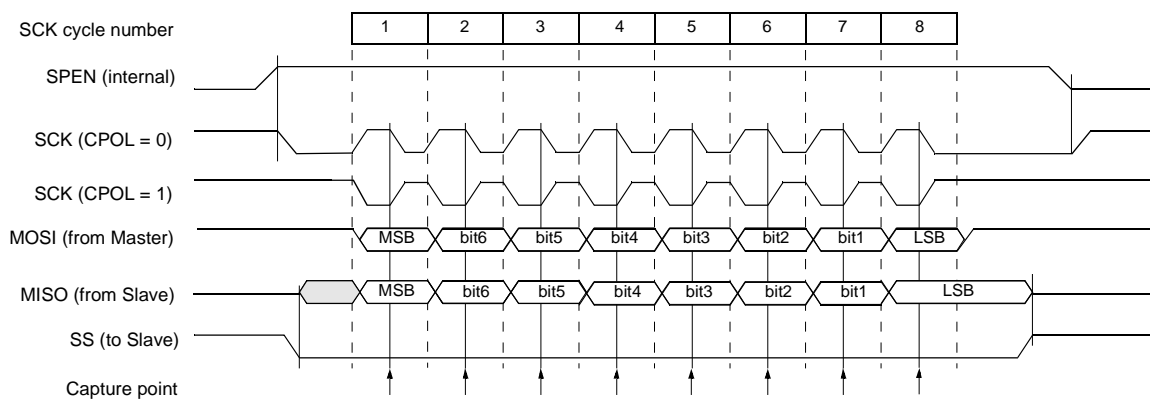 SCK cycle number 1 2 3 4 5 6 7 8
SPEN (internal)
SCK (CPOL = 0)
SCK (CPOL = 1)
MOSI (from Master) MSB bit6 bit5 bit4 bit3 bit2 bit1 LSB
MISO (from Slave) MSB bit6 bit5 bit4 bit3 bit2 bit1 LSB
SS (to Slave)
Capture point